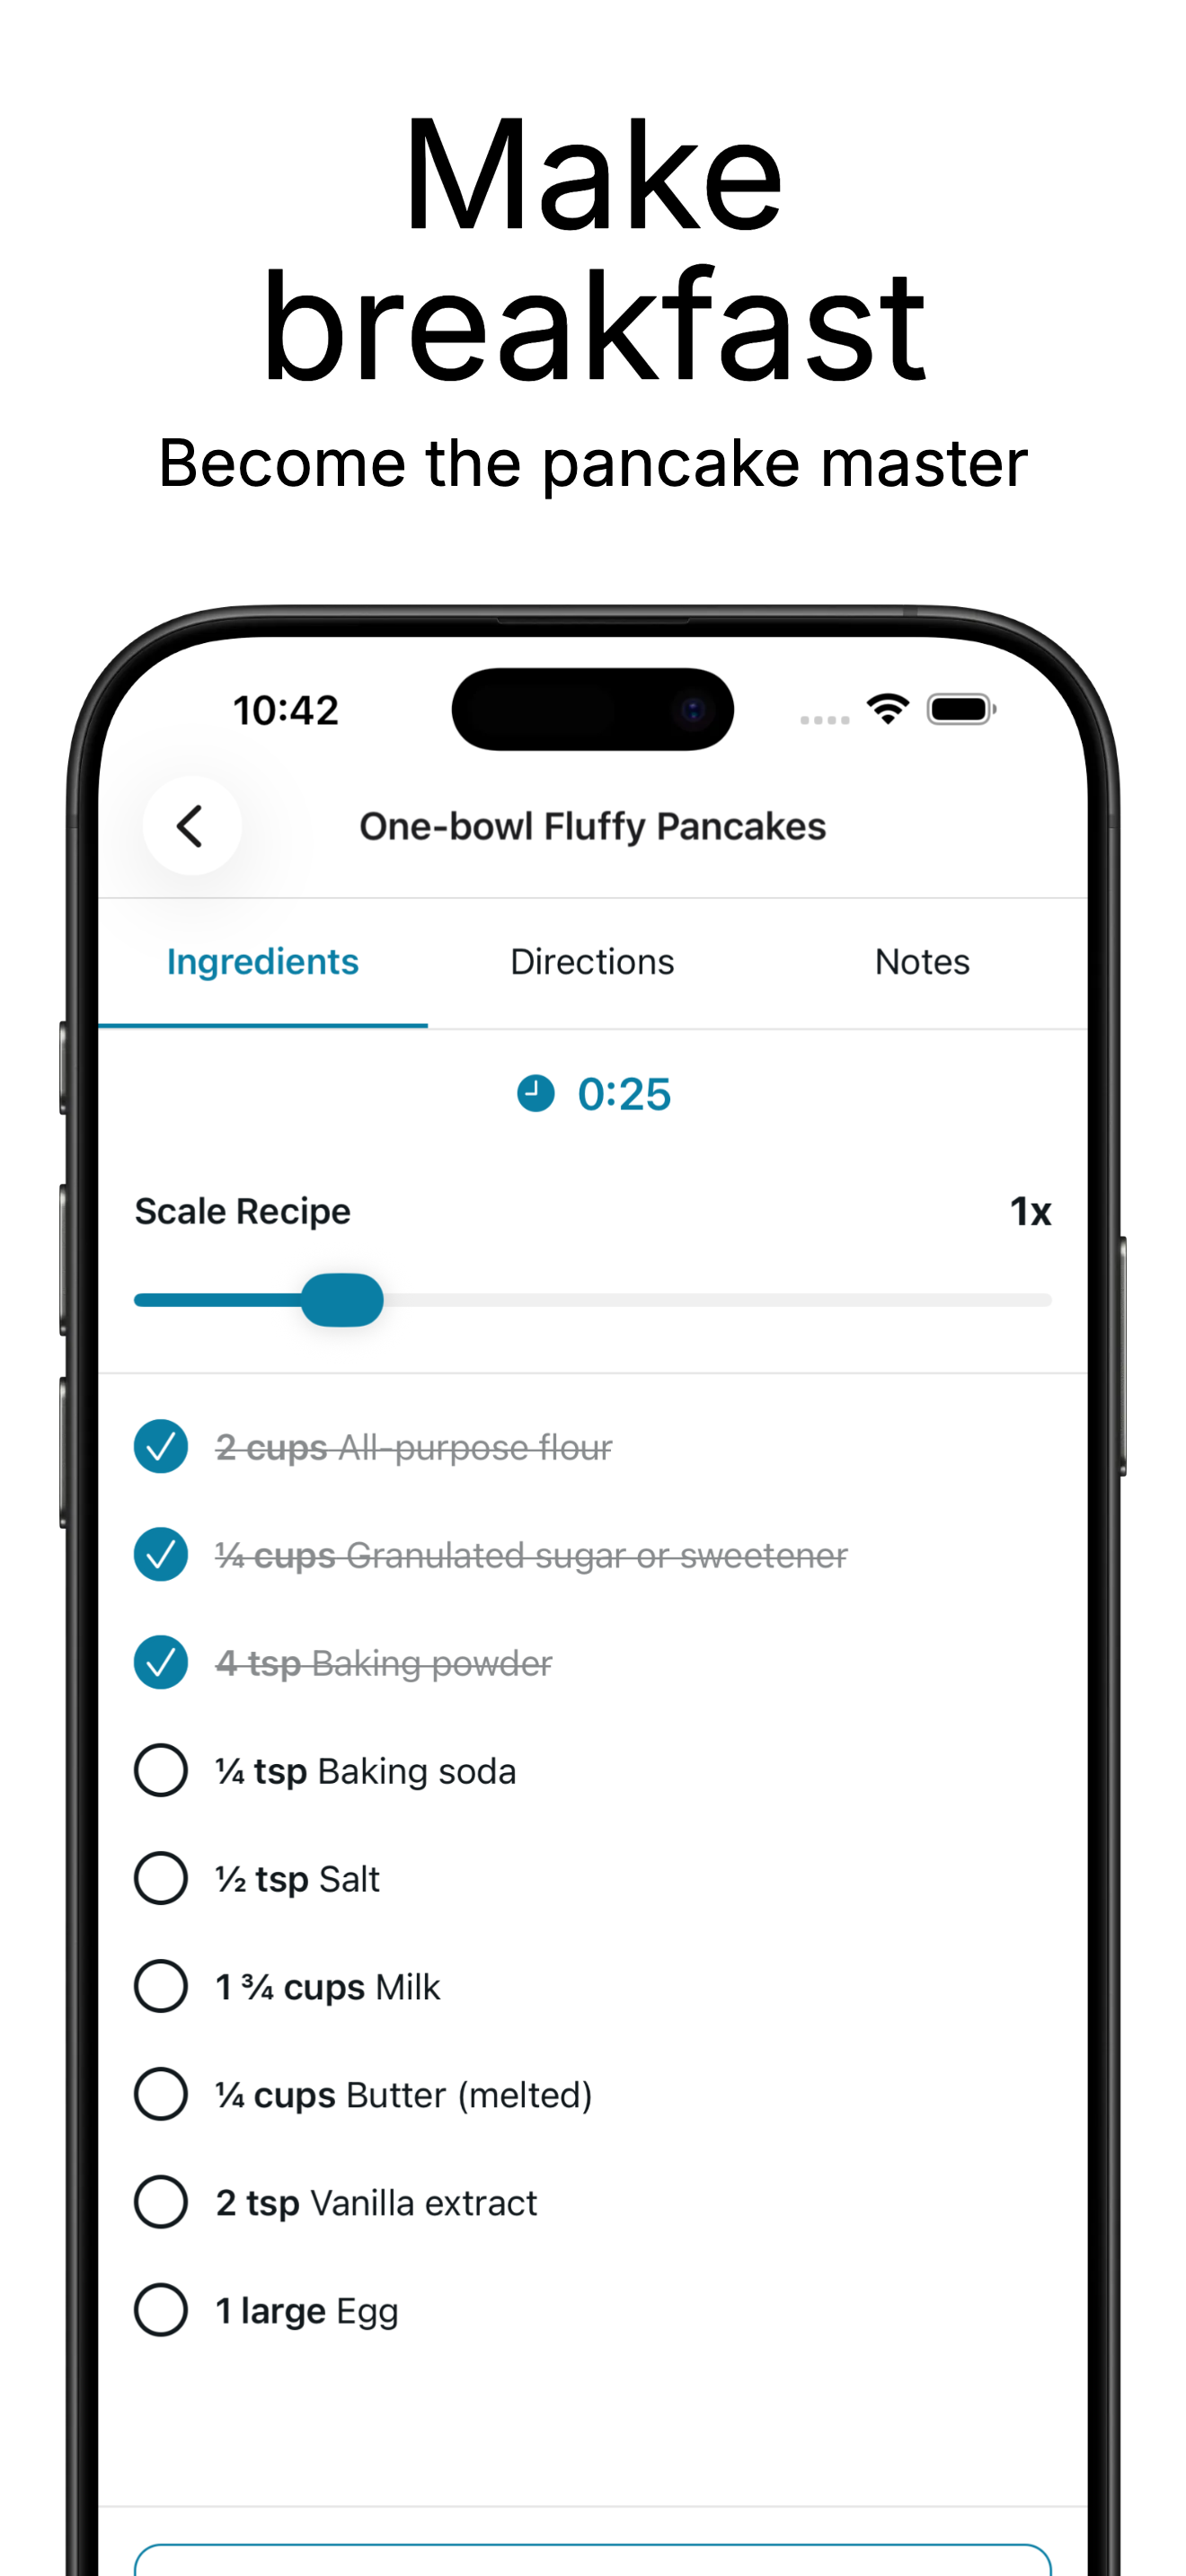 Make
breakfast
Become the pancake master
10:42
One-bowl Fluffy Pancakes
Ingredients
Directions
Notes
0:25
Scale Recipe
1x
2 cups All-purpose flour
¼ cups Granulated sugar or sweetener
4 tsp Baking powder
¼ tsp Baking soda
½ tsp Salt
1 ¾ cups Milk
¼ cups Butter (melted)
2 tsp Vanilla extract
1 large Egg